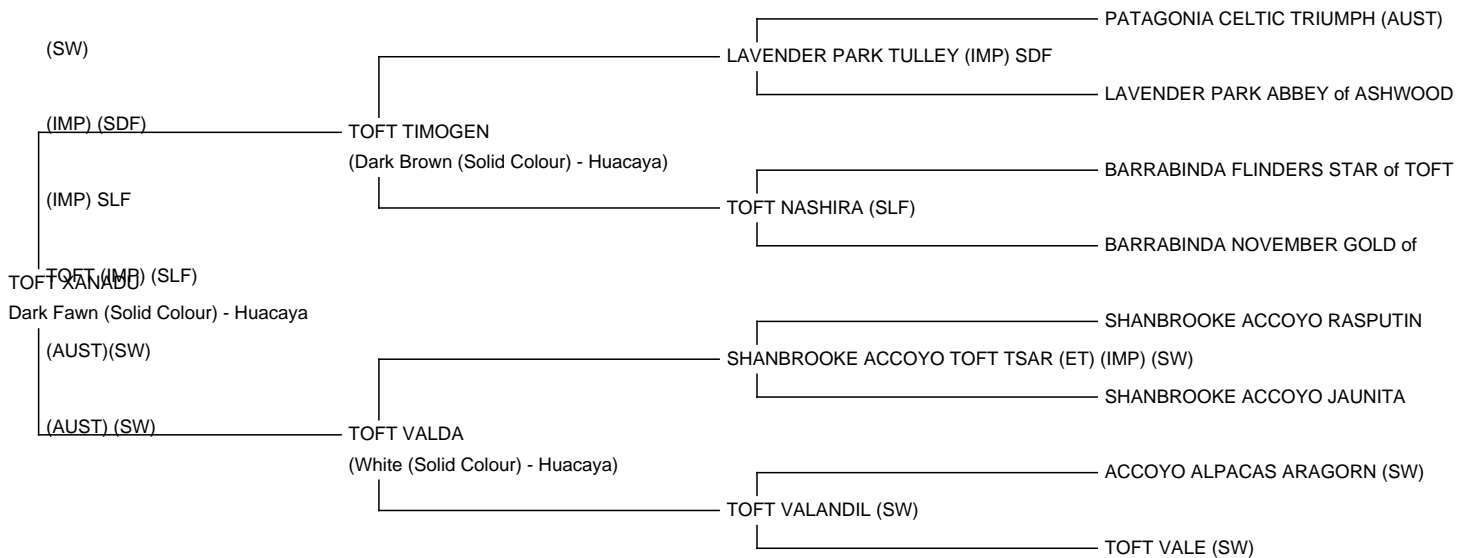 PATAGONIA CELTIC TRIUMPH (AUST)
(SW)
LAVENDER PARK TULLEY (IMP) SDF
LAVENDER PARK ABBEY of ASHWOOD
(IMP) (SDF)
TOFT TIMOGEN
(Dark Brown (Solid Colour) - Huacaya)
BARRABINDA FLINDERS STAR of TOFT
(IMP) SLF
TOFT NASHIRA (SLF)
BARRABINDA NOVEMBER GOLD of
TOFT (IMP) (SLF)
TOFT XANADU
Dark Fawn (Solid Colour) - Huacaya
SHANBROOKE ACCOYO RASPUTIN
(AUST)(SW)
SHANBROOKE ACCOYO TOFT TSAR (ET) (IMP) (SW)
SHANBROOKE ACCOYO JAUNITA
(AUST) (SW)
TOFT VALDA
(White (Solid Colour) - Huacaya)
ACCOYO ALPACAS ARAGORN (SW)
TOFT VALANDIL (SW)
TOFT VALE (SW)